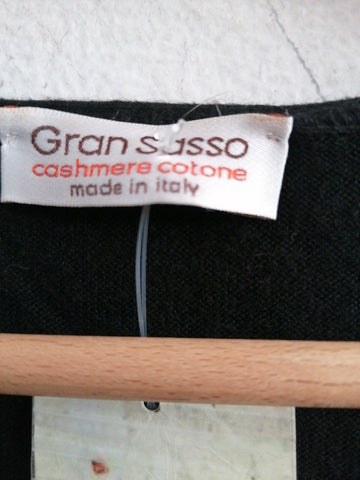 Gran sasso
cashmere cotone
made in italy